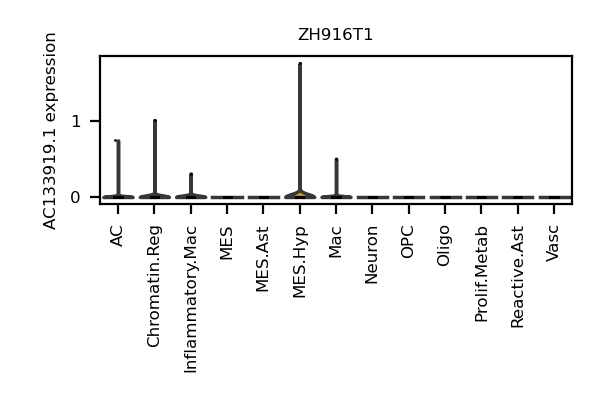 ZH916T1
AC133919.1 expression
1
0
AC
Chromatin.Reg
Inflammatory.Mac
MES
MES.Ast
MES.Hyp
Mac
Neuron
OPC
Oligo
Prolif.Metab
Reactive.Ast
Vasc